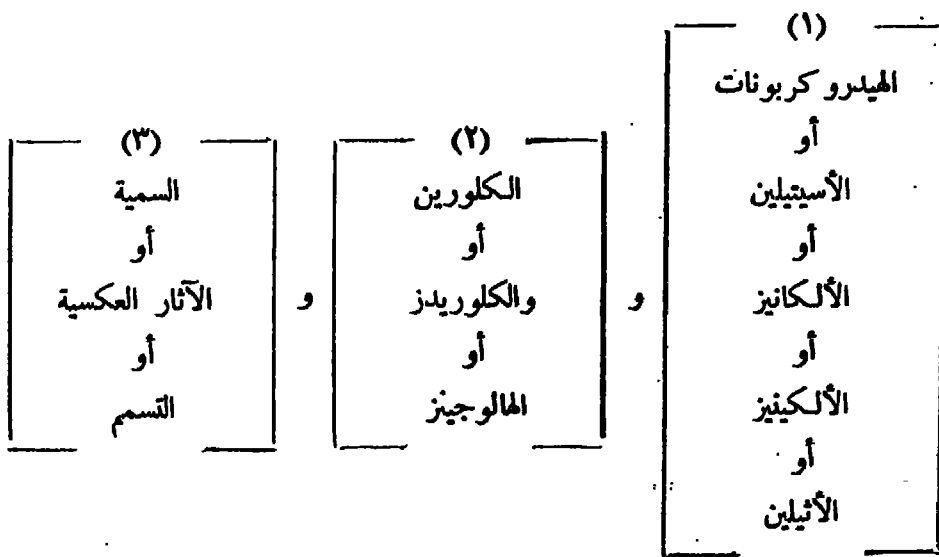 (١)
الهيدروكربونات
أو
الأسيتيلين
أو
الألكانيز
أو
الألكينيز
أو
الأثيلين
و
(٢)
الكلورين
أو
والكلوريدز
أو
الهالوجينز
و
(٣)
السمية
أو
الآثار العكسية
أو
التسمم